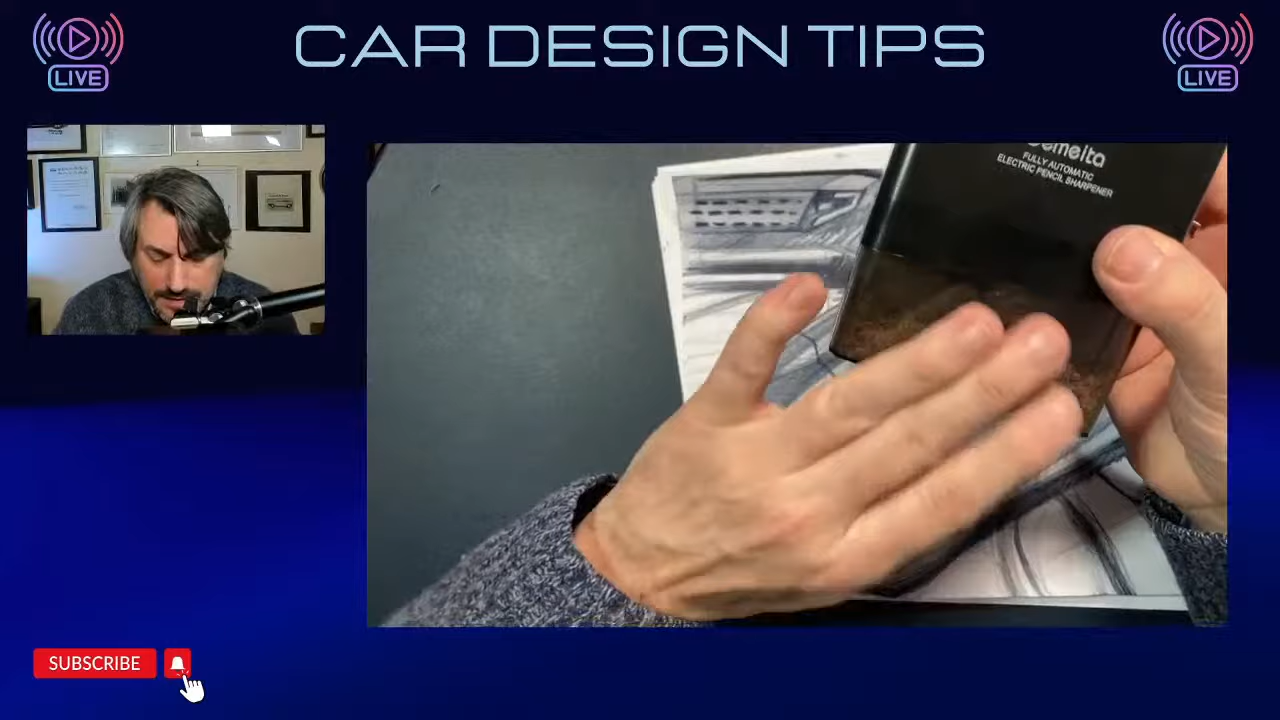 CAR DESIGN TIPS
LIVE
LIVE
FULLY AUTOMATIC
ELECTRIC PENCIL SHARPENER
SUBSCRIBE